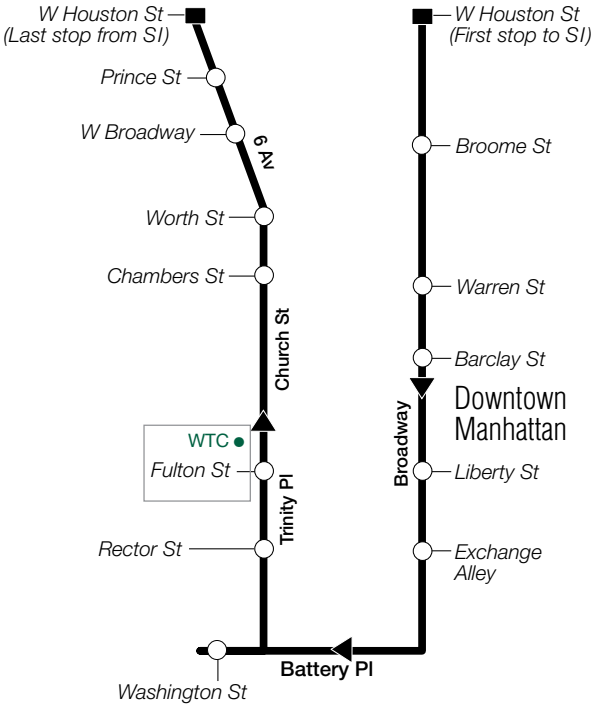 W Houston St
(Last stop from SI)
W Houston St
(First stop to SI)
Prince St
W Broadway
6 Av
Broome St
Worth St
Chambers St
Warren St
Church St
Barclay St
Downtown
Manhattan
Broadway
WTC
Fulton St
Liberty St
Trinity Pl
Rector St
Exchange
Alley
Battery Pl
Washington St